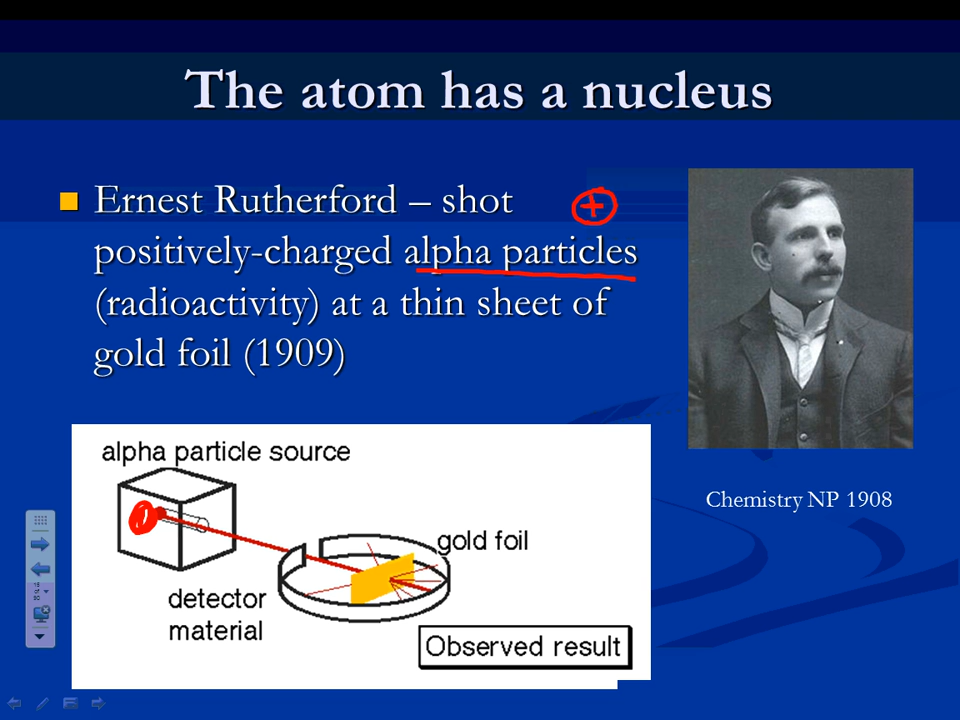 The atom has a nucleus
Ernest Rutherford – shot
+
positively-charged alpha particles
(radioactivity) at a thin sheet of
gold foil (1909)
Chemistry NP 1908
alpha particle source
gold foil
detector
material
Observed result